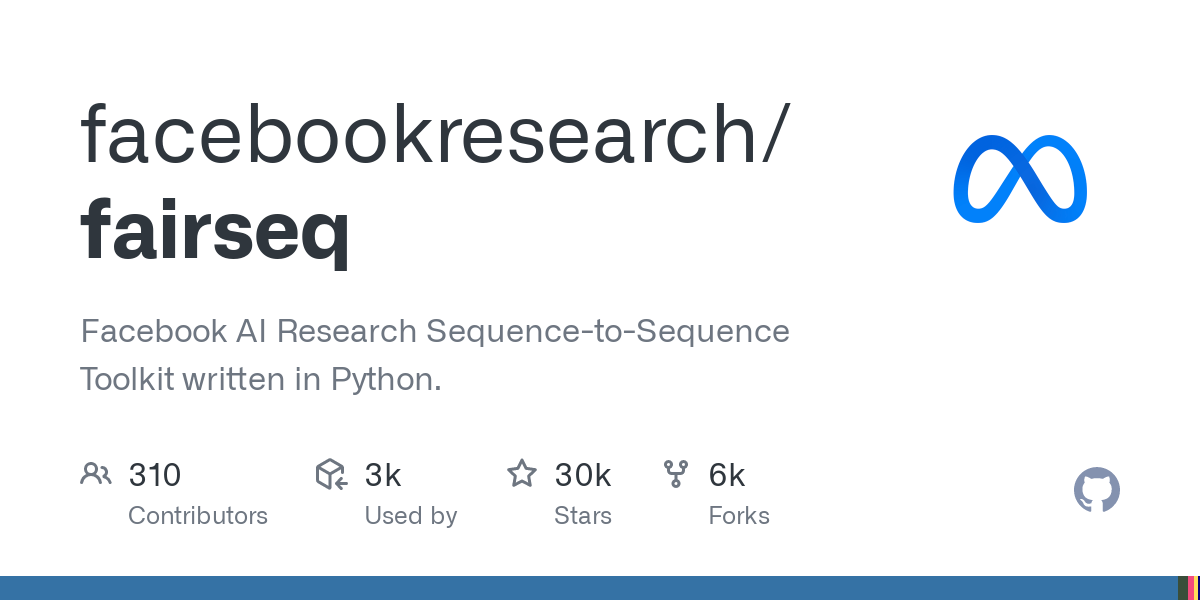 facebookresearch/
fairseq
Facebook AI Research Sequence-to-Sequence
Toolkit written in Python.
310
Contributors
3k
Used by
30k
Stars
6k
Forks